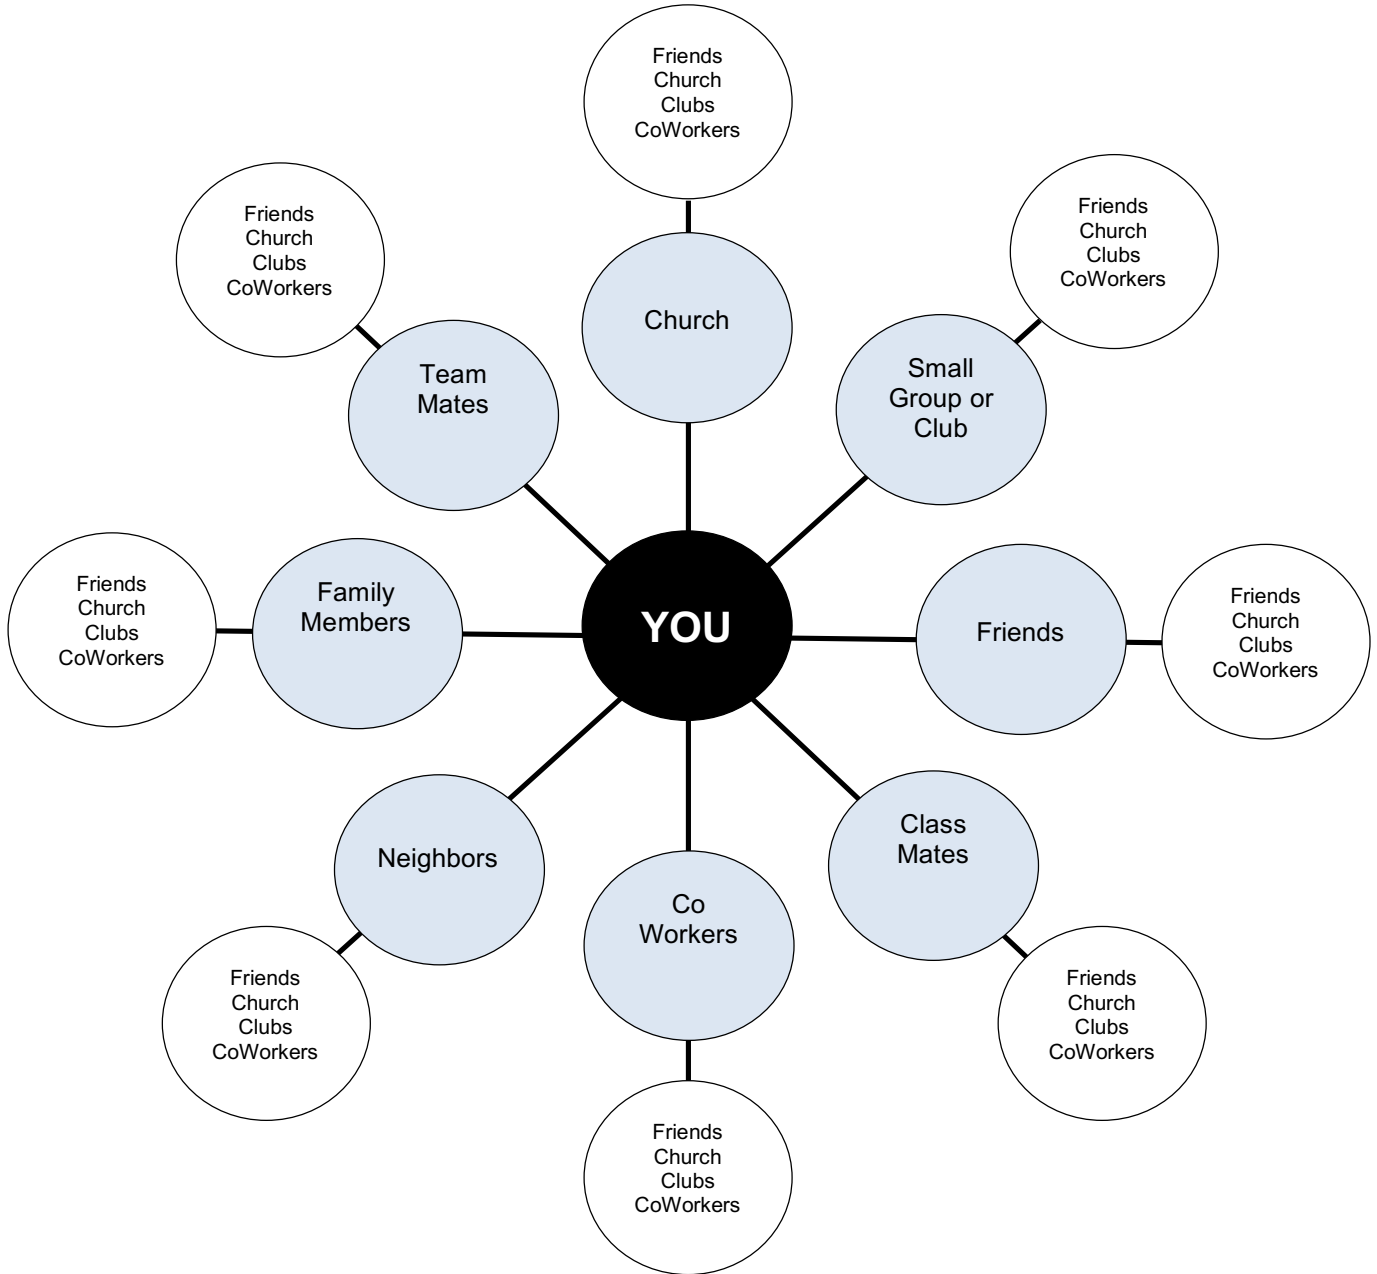 Friends
Church
Clubs
CoWorkers
Friends
Church
Clubs
CoWorkers
Friends
Church
Clubs
CoWorkers
Church
Team
Mates
Small
Group or
Club
Friends
Church
Clubs
CoWorkers
Family
Members
YOU
Friends
Friends
Church
Clubs
CoWorkers
Neighbors
Class
Mates
Co
Workers
Friends
Church
Clubs
CoWorkers
Friends
Church
Clubs
CoWorkers
Friends
Church
Clubs
CoWorkers